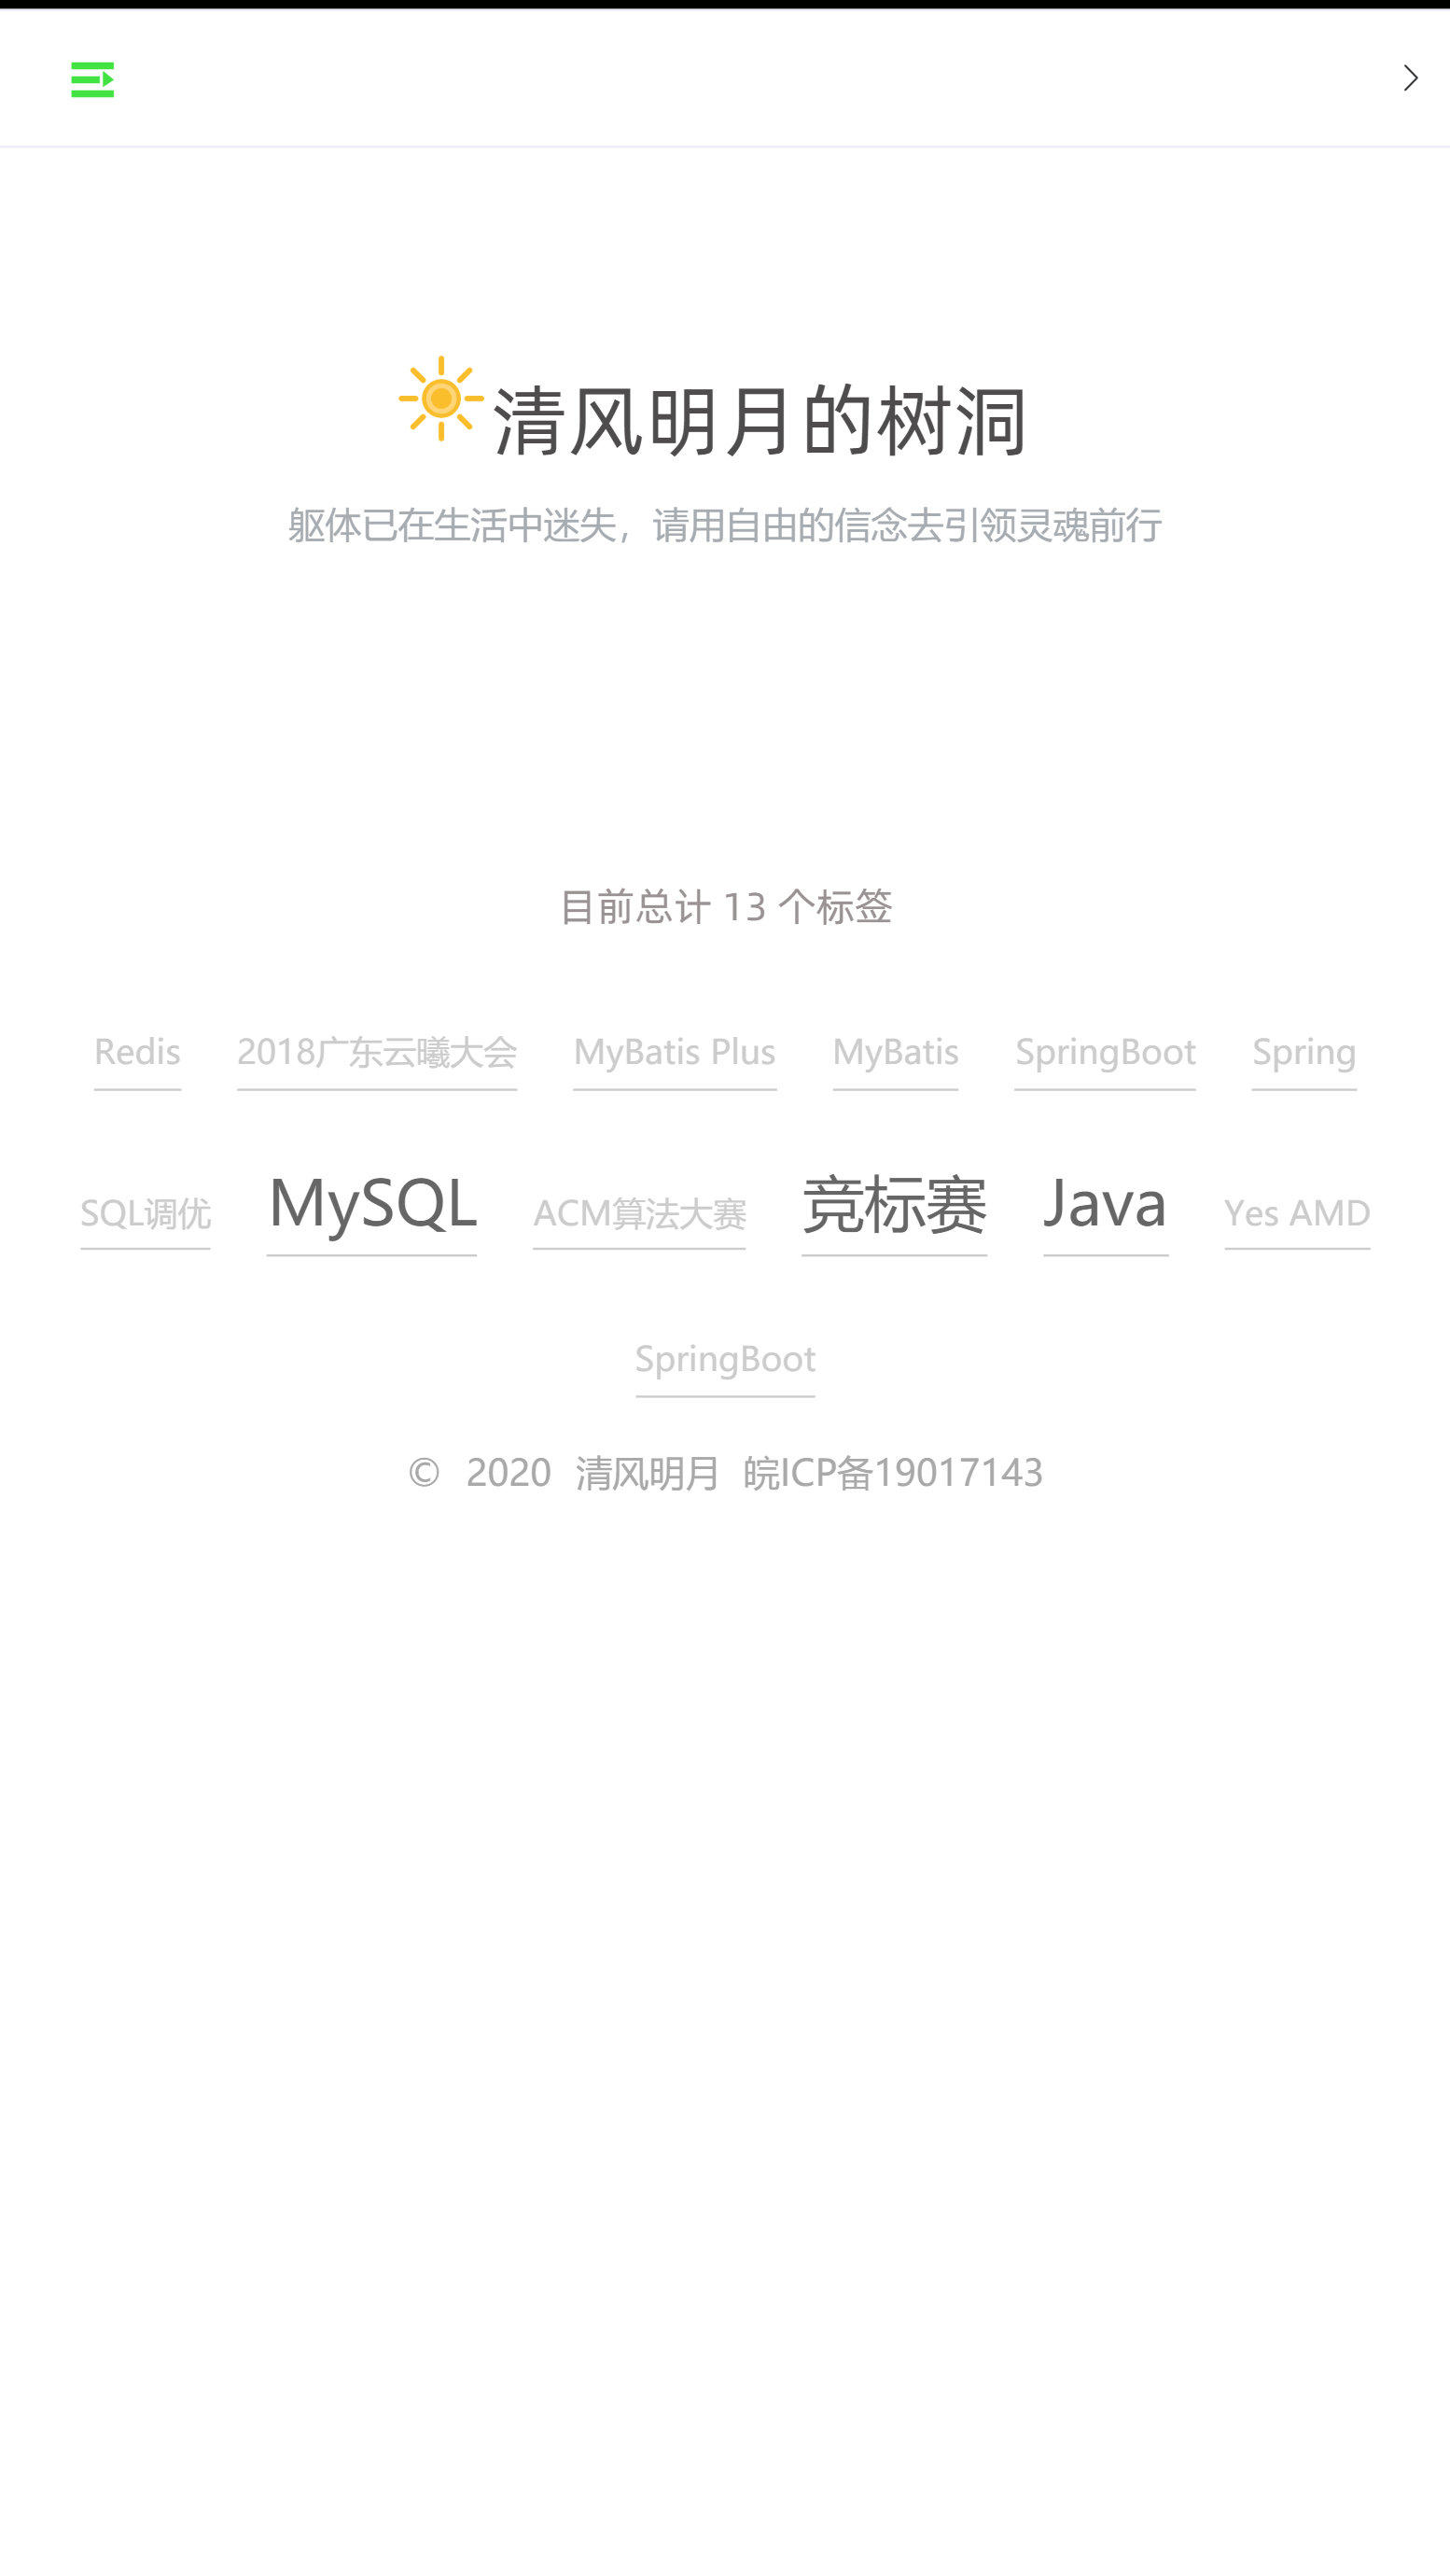 清风明月的树洞
躯体已在生活中迷失，请用自由的信念去引领灵魂前行
目前总计 13 个标签
Redis 2018广东云曦大会 MyBatis Plus MyBatis SpringBoot Spring
SQL调优 MySQL ACM算法大赛 竞标赛 Java Yes AMD
SpringBoot
© 2020 清风明月 皖ICP备19017143